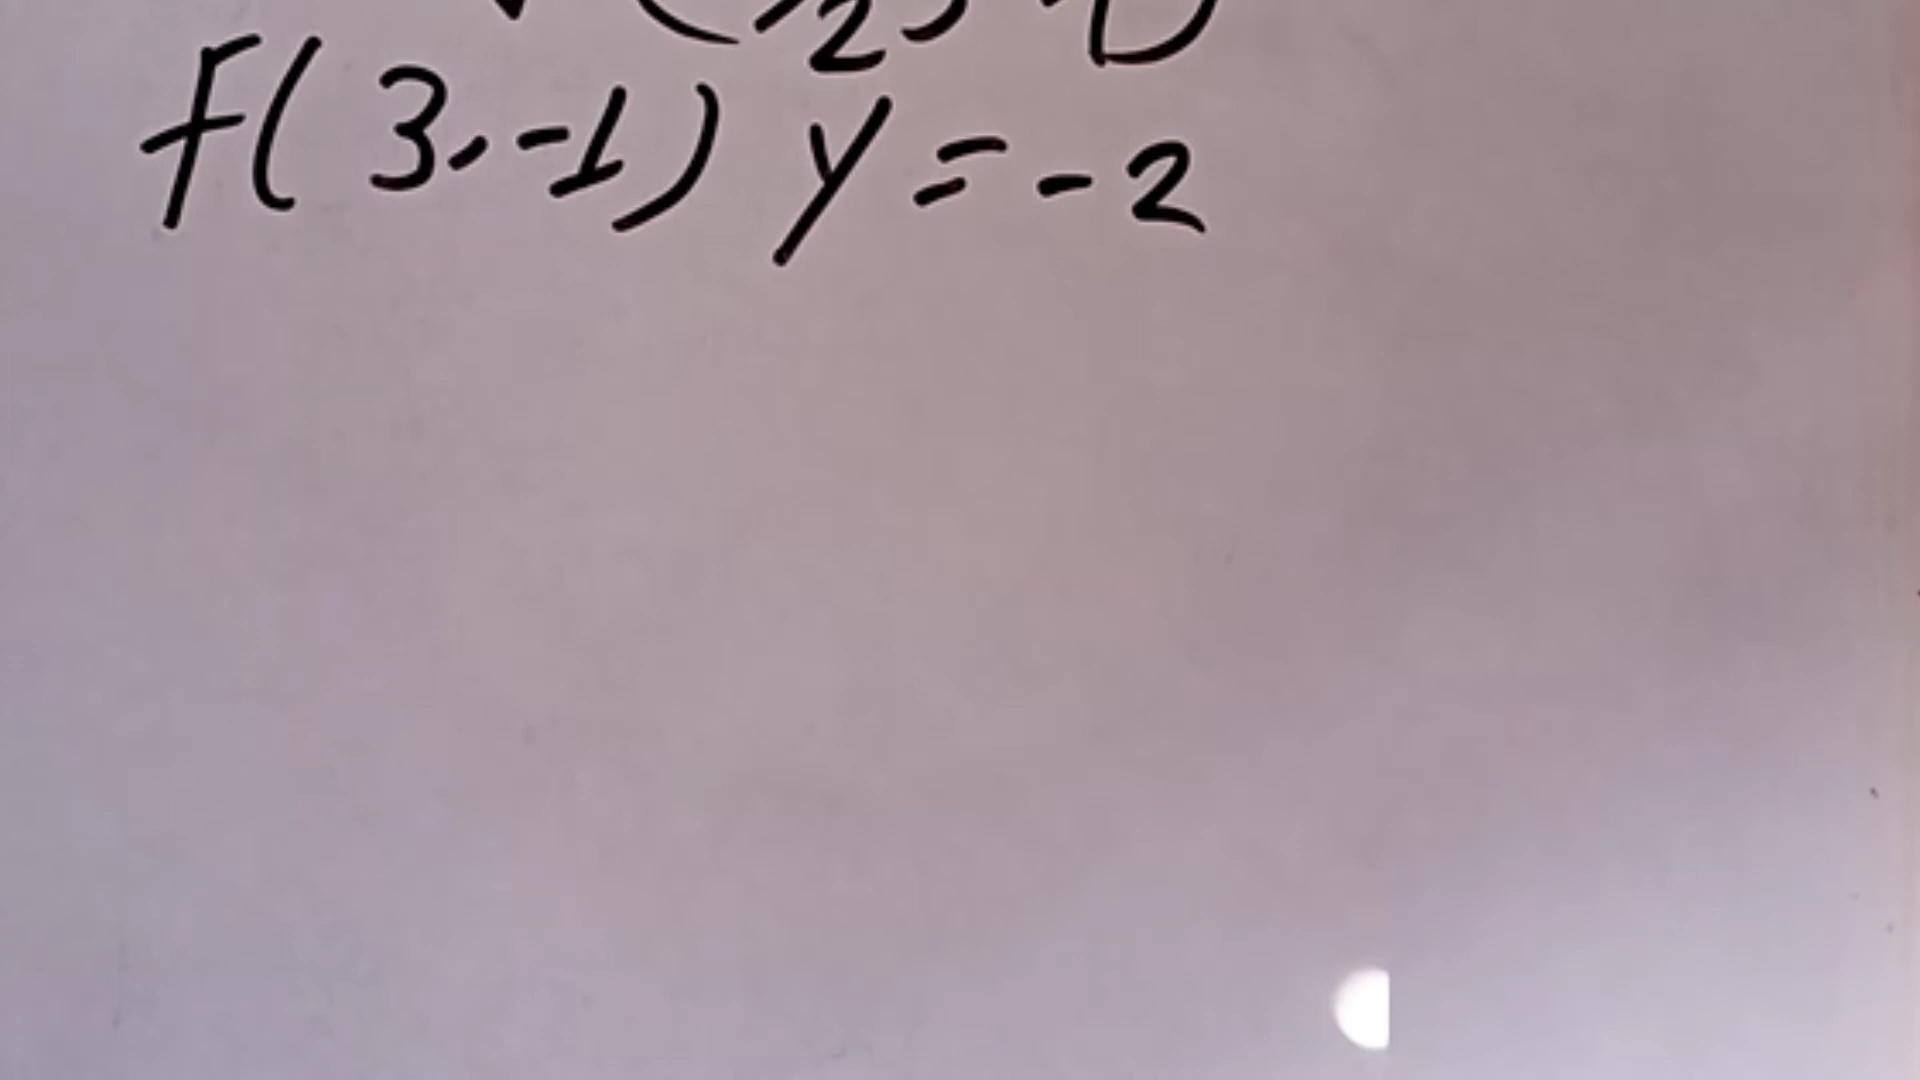 F(3,-1) y = -2